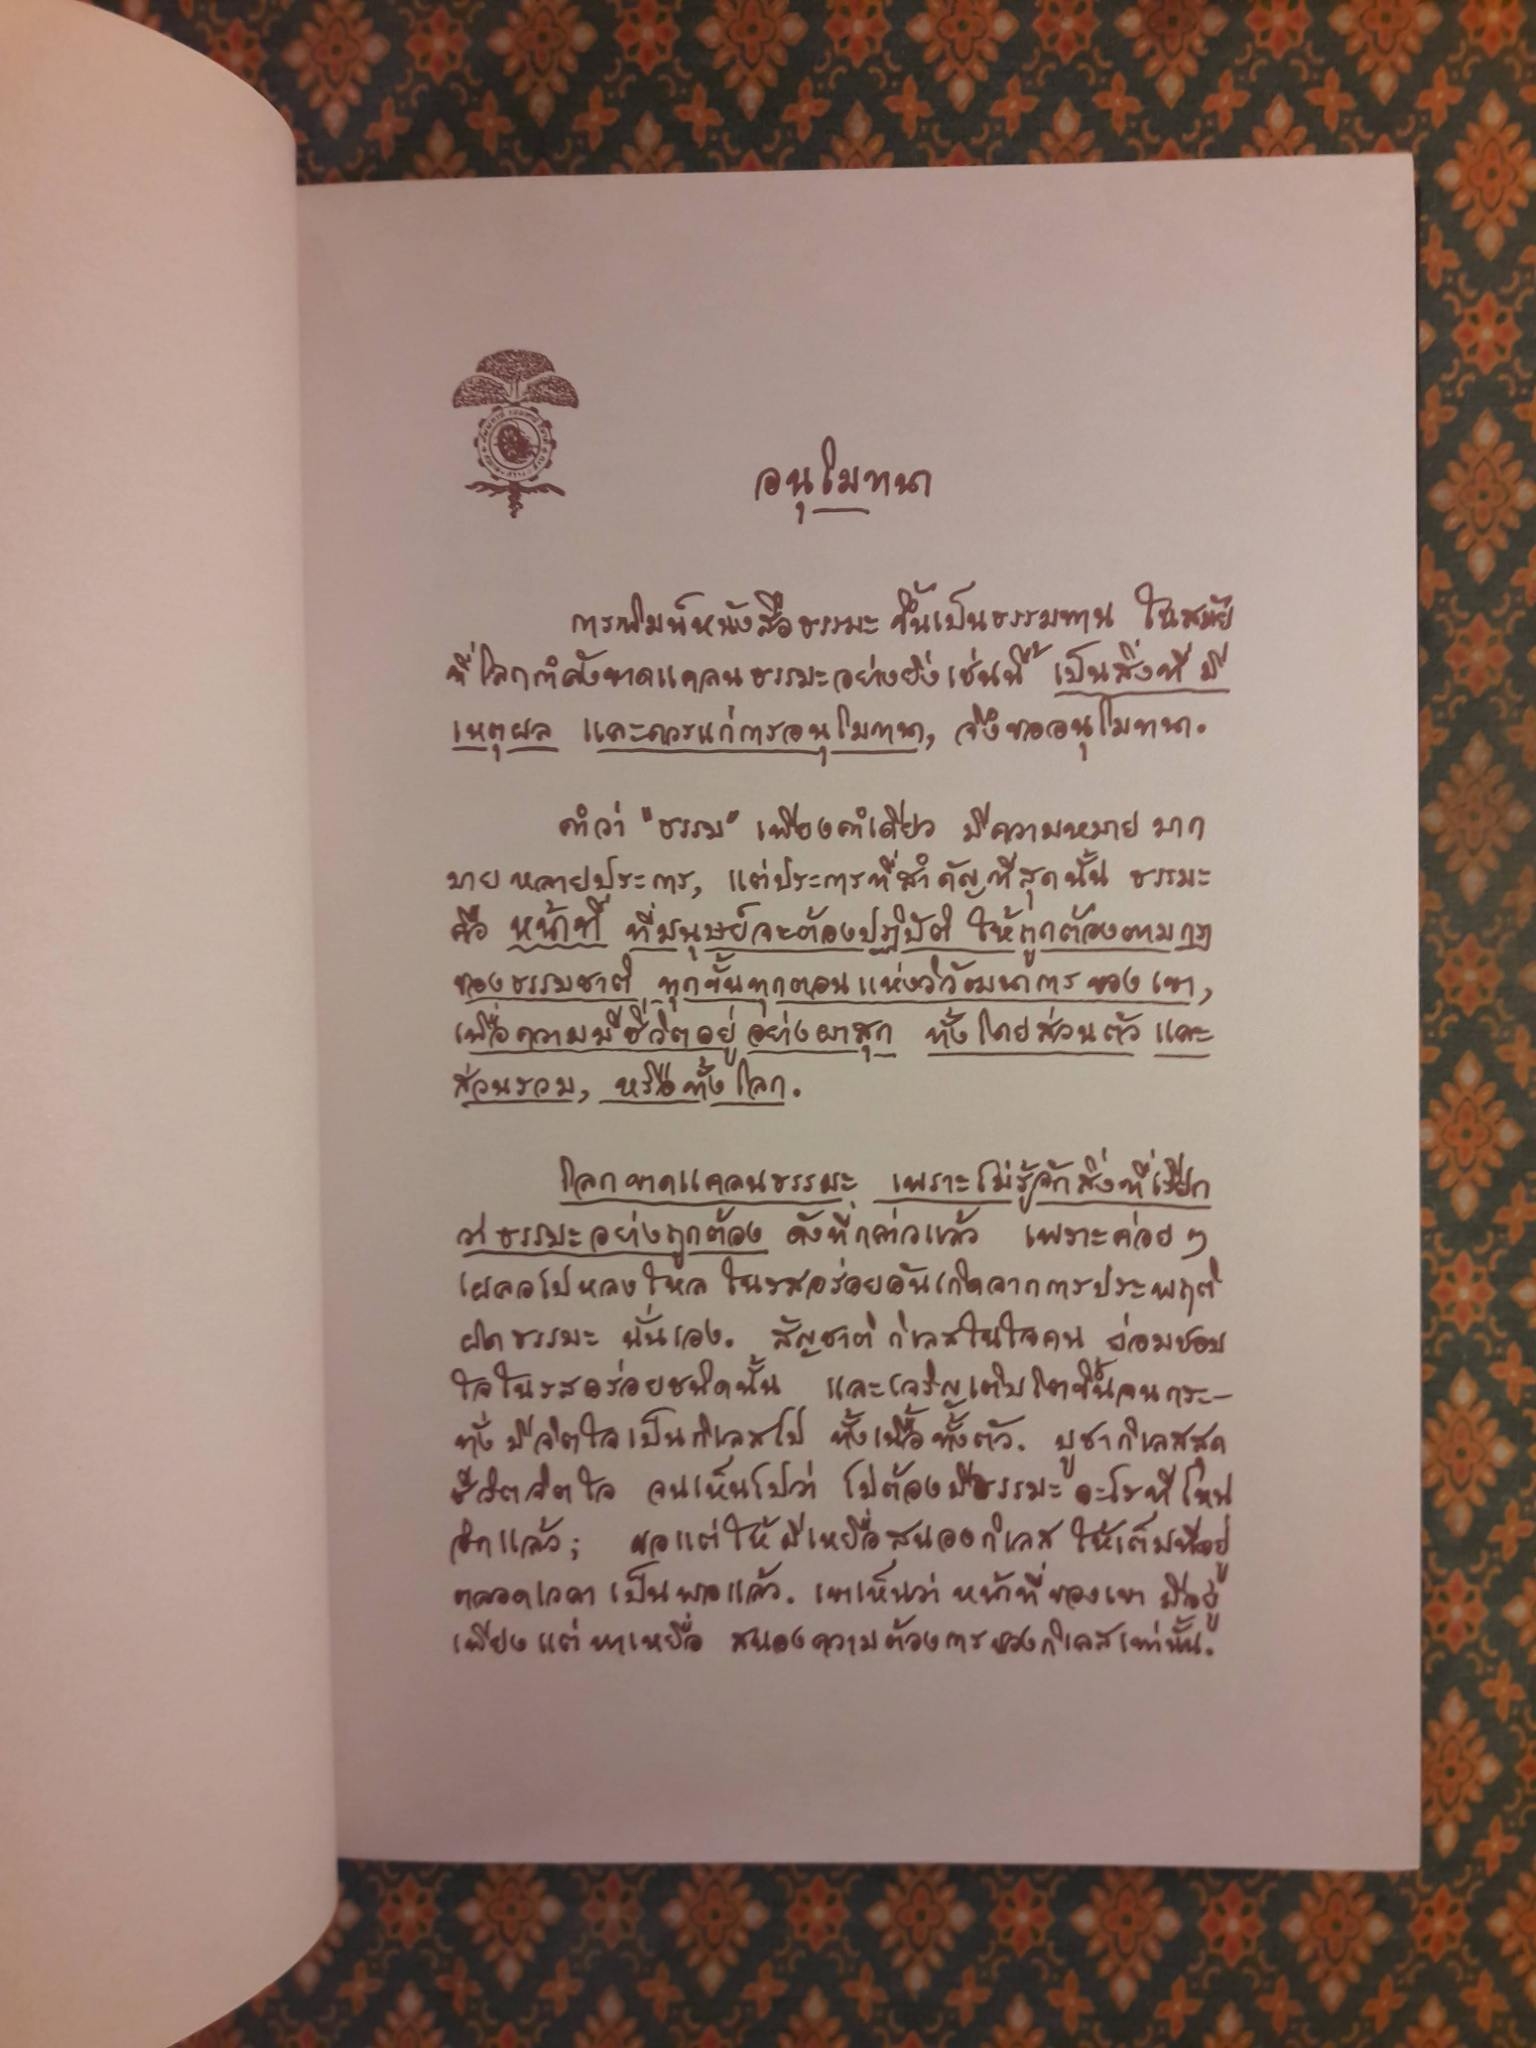 อนุโมทนา
การพิมพ์หนังสือธรรมะ ขึ้นเป็นธรรมทาน ในสมัย
ที่โลกกำลังขาดแคลนธรรมะอย่างยิ่งเช่นนี้ เป็นสิ่งที่มี
เหตุผล และควรแก่การอนุโมทนา, จึงขออนุโมทนา.
คำว่า "ธรรม" เพียงคำเดียว มีความหมายมาก
มายหลายประการ, แต่ประการที่สำคัญที่สุดนั้น ธรรมะ
คือ หน้าที่ ที่มนุษย์จะต้องปฏิบัติ ให้ถูกต้องตามกฎ
ของธรรมชาติ ทุกขั้นทุกตอนแห่งวิวัฒนาการของเขา,
เพื่อความมีชีวิตอยู่ อย่างผาสุก ทั้งโดยส่วนตัว และ
ส่วนรวม, หรือทั้งโลก.
โลกขาดแคลนธรรมะ เพราะไม่รู้จักสิ่งที่เรียก
ว่าธรรมะอย่างถูกต้อง ดังที่กล่าวแล้ว เพราะค่อยๆ
เผลอไปหลงใหล ในรสอร่อยอันเกิดจากการประพฤติ
ผิดธรรมะ นั่นเอง. สัญชาติกิเลสในใจคน ย่อมชอบ
ใจในรสอร่อยชนิดนั้น และเจริญเติบโตขึ้นจนกระ-
ทั่งมีจิตใจเป็นกิเลสไป ทั้งเนื้อทั้งตัว. บูชากิเลสสุด
ชีวิตจิตใจ จนเห็นไปว่า ไม่ต้องมีธรรมะอะไรที่ไหน
อีกแล้ว; ขอแต่ให้มีเหยื่อสนองกิเลส ให้เต็มที่อยู่
ตลอดเวลา เป็นพอแล้ว. เขาเห็นว่า หน้าที่ของเขา มีอยู่
เพียงแต่หาเหยื่อ สนองความต้องการของกิเลสเท่านั้น.